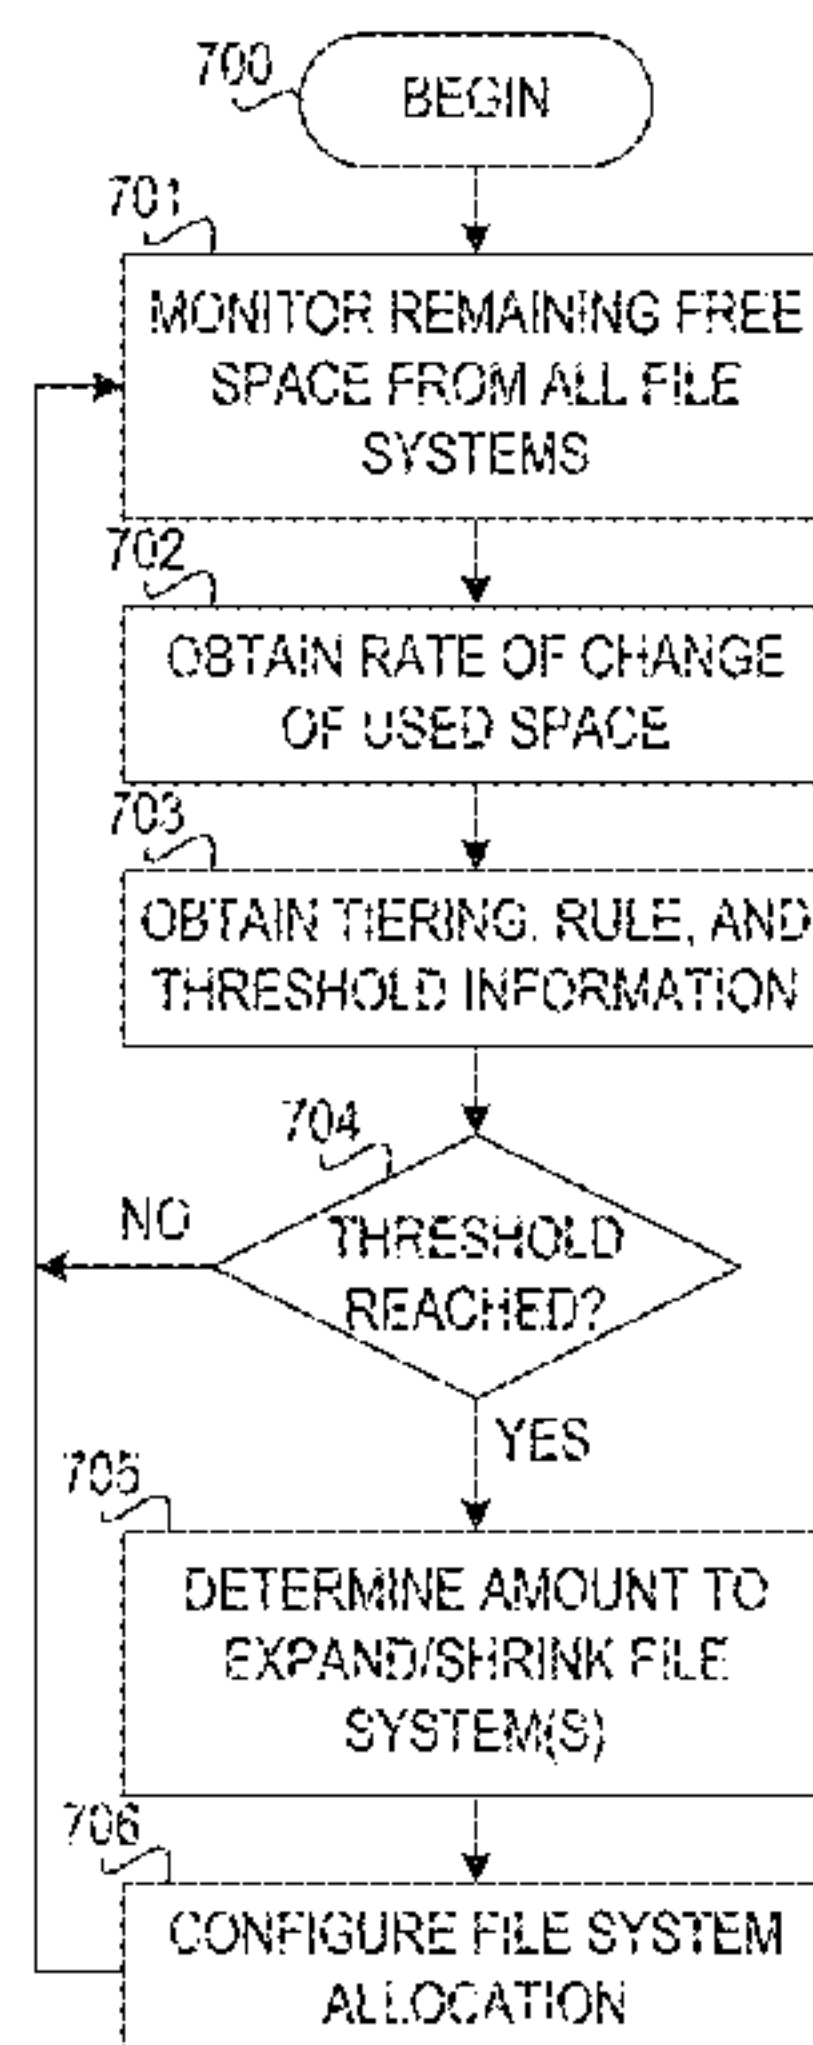 700
BEGIN
701
MONITOR REMAINING FREE
SPACE FROM ALL FILE
SYSTEMS
702
OBTAIN RATE OF CHANGE
OF USED SPACE
703
OBTAIN TIERING, RULE, AND
THRESHOLD INFORMATION
704
NO
THRESHOLD
REACHED?
YES
705
DETERMINE AMOUNT TO
EXPAND/SHRINK FILE
SYSTEM(S)
706
CONFIGURE FILE SYSTEM
ALLOCATION